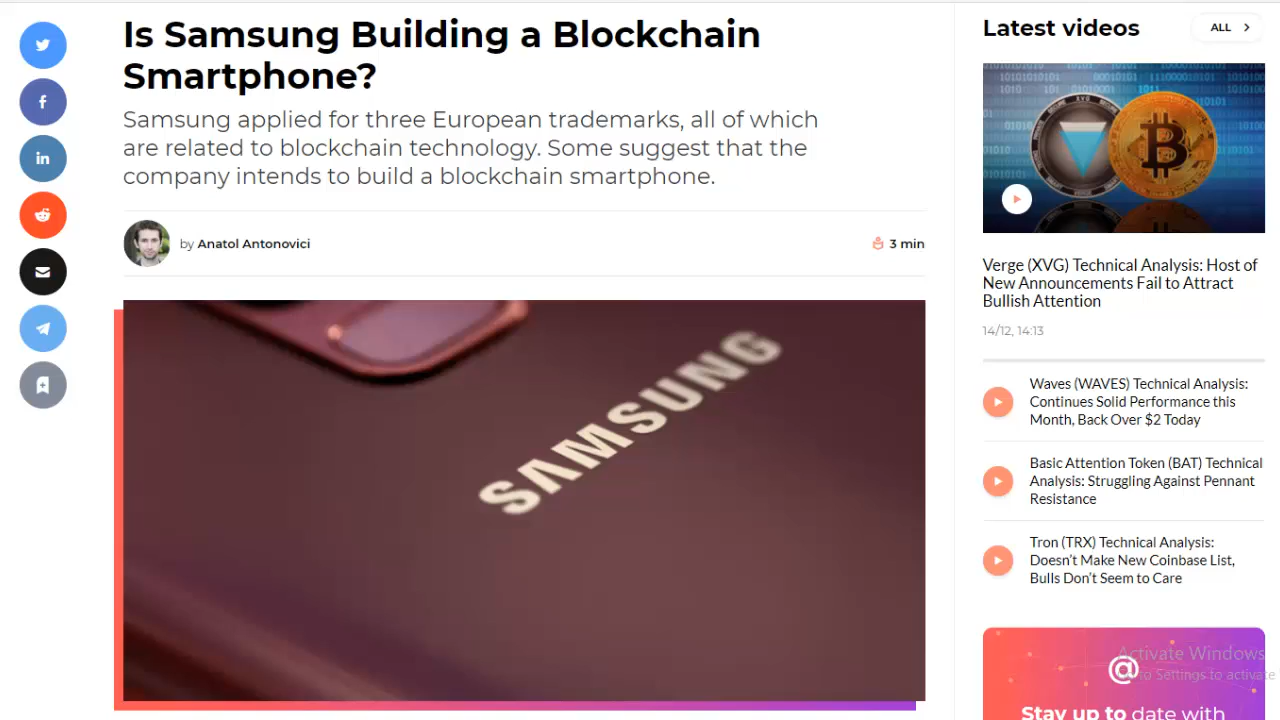 Is Samsung Building a Blockchain
Smartphone?
Samsung applied for three European trademarks, all of which
are related to blockchain technology. Some suggest that the
company intends to build a blockchain smartphone.
by Anatol Antonovici
3 min
SAMSUNG
Latest videos
ALL
Verge (XVG) Technical Analysis: Host of
New Announcements Fail to Attract
Bullish Attention
14/12, 14:13
Waves (WAVES) Technical Analysis:
Continues Solid Performance this
Month, Back Over $2 Today
Basic Attention Token (BAT) Technical
Analysis: Struggling Against Pennant
Resistance
Tron (TRX) Technical Analysis:
Doesn't Make New Coinbase List,
Bulls Don't Seem to Care
@
Activate Windows
to Settings to activate
Stay up to date with